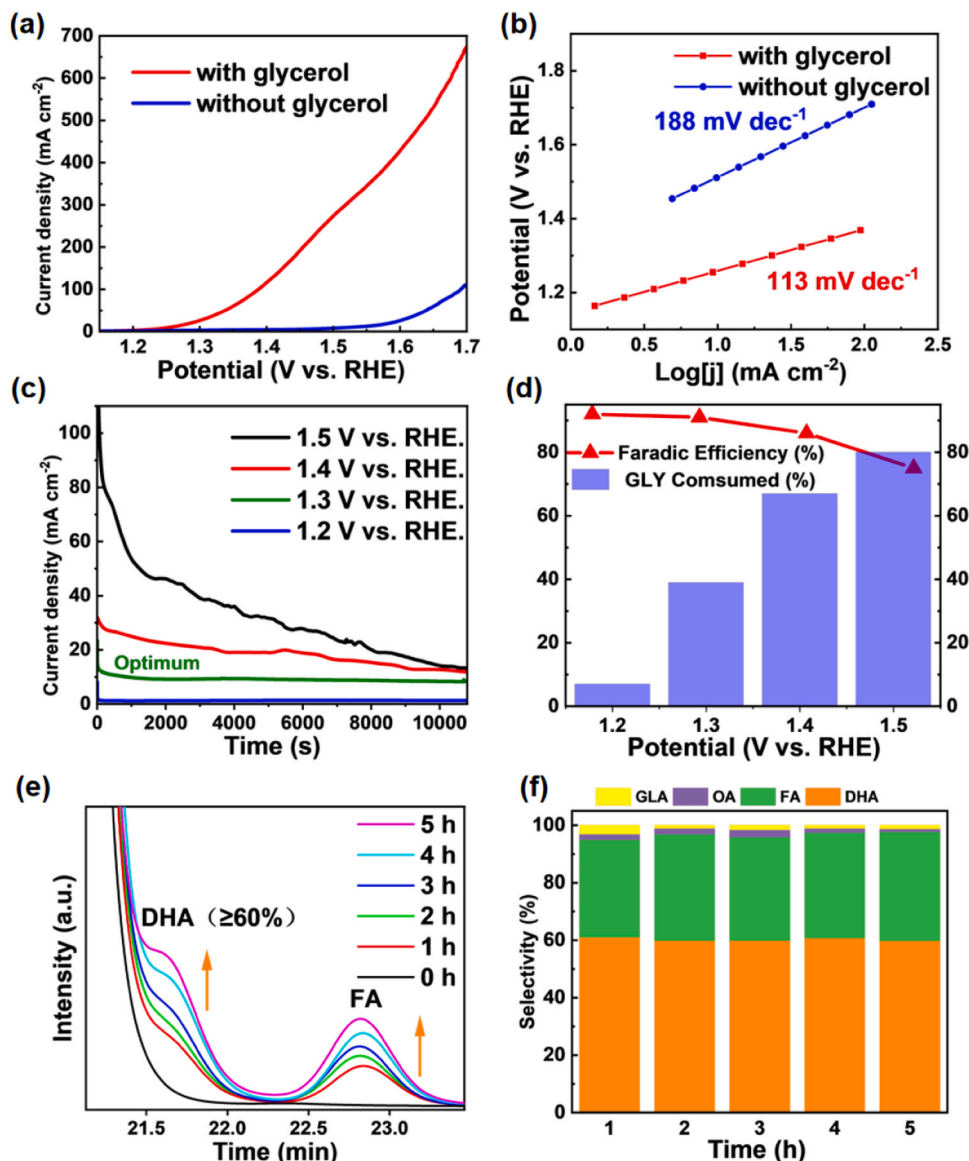 (a)
700
600
500
400
300
200
100
0
1.2 1.3 1.4 1.5 1.6 1.7
Current density (mA cm⁻²)
Potential (V vs. RHE)
with glycerol
without glycerol
(b)
1.8
1.6
1.4
1.2
0.0 0.5 1.0 1.5 2.0 2.5
Potential (V vs. RHE)
Log[j] (mA cm⁻²)
with glycerol
without glycerol
188 mV dec⁻¹
113 mV dec⁻¹
(c)
100
80
60
40
20
0
0 2000 4000 6000 8000 10000
Current density (mA cm⁻²)
Time (s)
1.5 V vs. RHE.
1.4 V vs. RHE.
1.3 V vs. RHE.
1.2 V vs. RHE.
Optimum
(d)
80
60
40
20
0
80
60
40
20
0
1.2 1.3 1.4 1.5
Potential (V vs. RHE)
Faradic Efficiency (%)
GLY Comsumed (%)
(e)
Intensity (a.u.)
21.5 22.0 22.5 23.0
Time (min)
DHA（≥60%）
FA
5 h
4 h
3 h
2 h
1 h
0 h
(f)
GLA OA FA DHA
100
80
60
40
20
0
1 2 3 4 5
Selectivity (%)
Time (h)